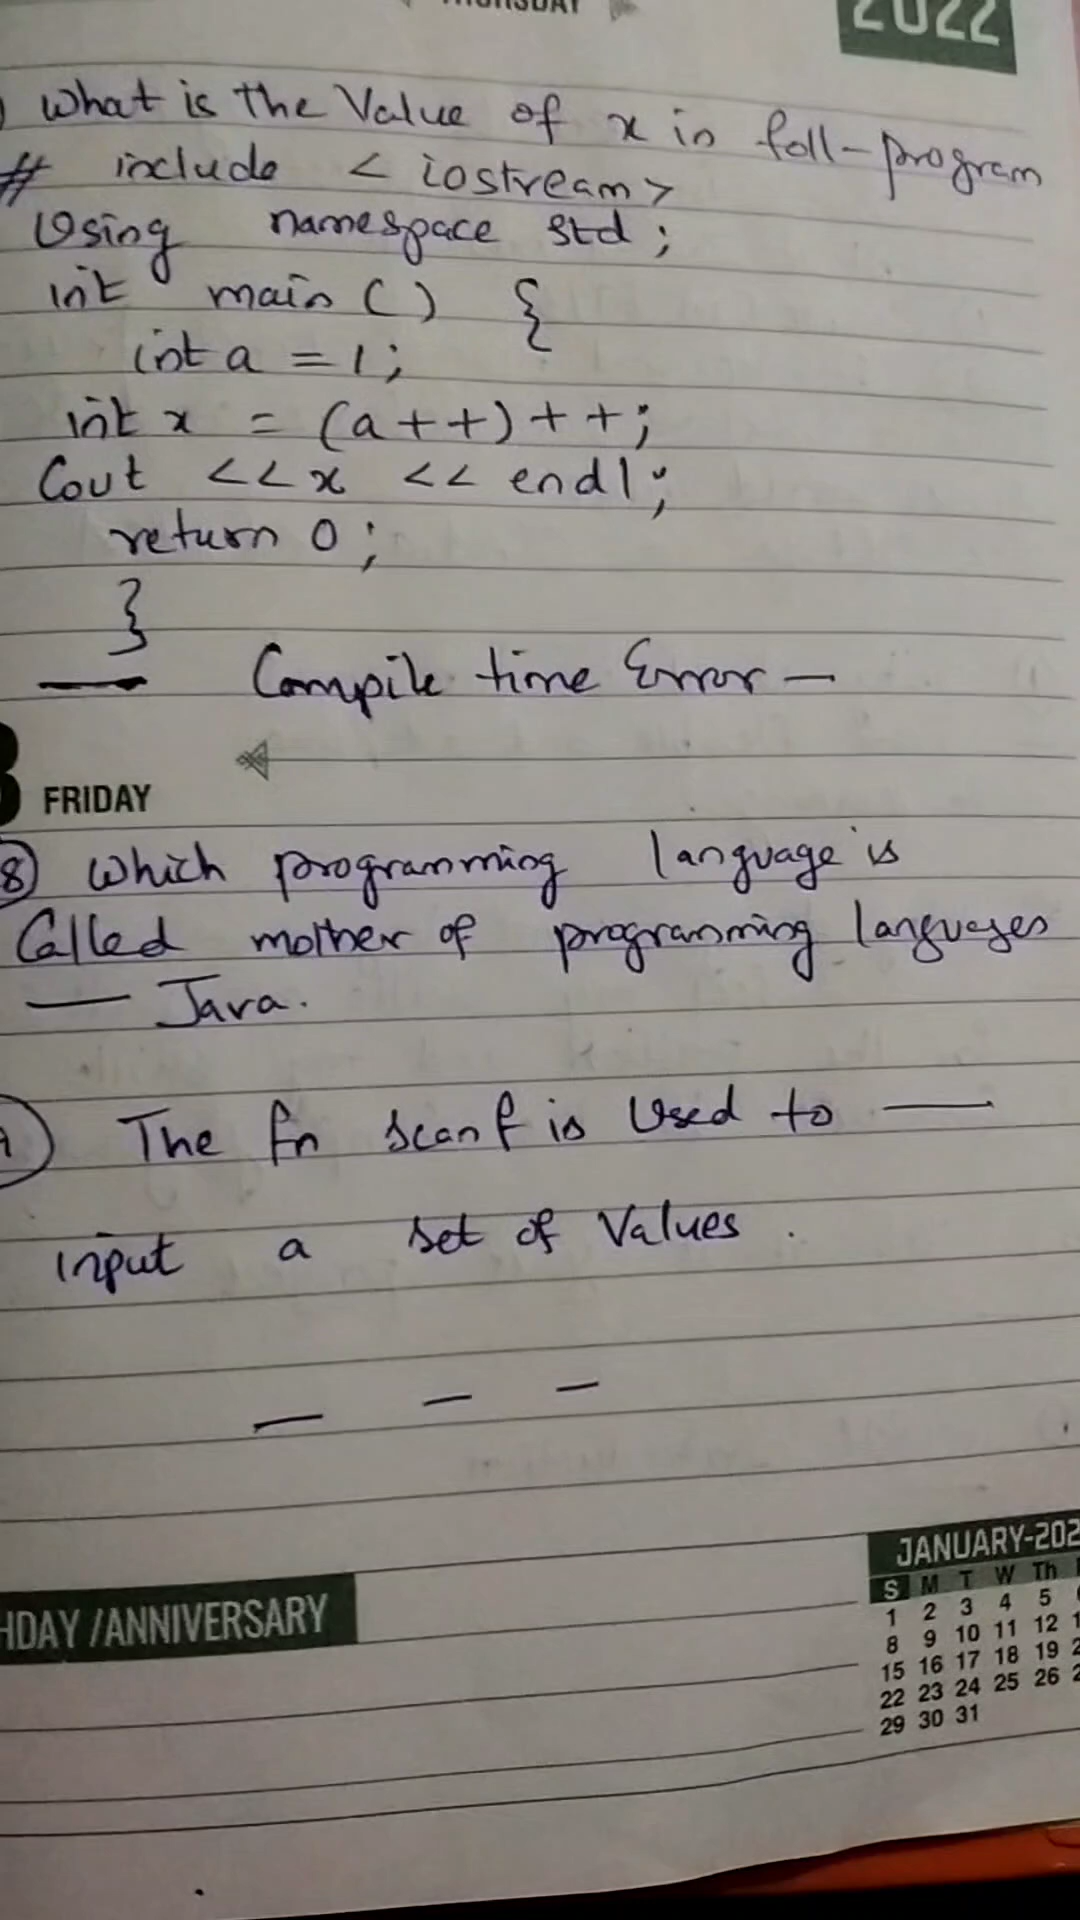 THURSDAY
2022
) What is the Value of x in foll-program
# include < iostream>
Using namespace std ;
int main ( ) {
int a = 1 ;
int x = (a + +) + + ;
Cout << x << endl ;
return 0 ;
}
— Compile time Error —
FRIDAY
8) Which programming language is
Called mother of programming languages
— Java.
) The fn scanf is Used to —
input a set of Values .
— — —
HDAY /ANNIVERSARY
JANUARY-202
S M T W Th
1 2 3 4 5
8 9 10 11 12 1
15 16 17 18 19 2
22 23 24 25 26 2
29 30 31